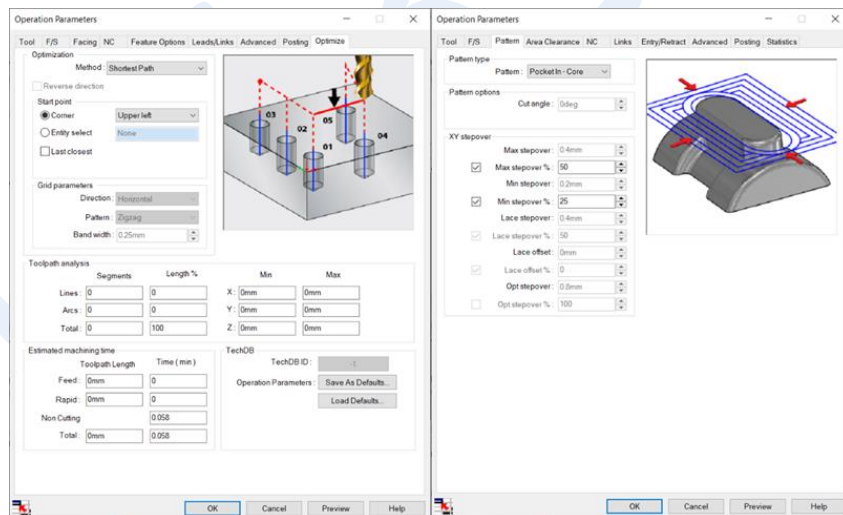 Operation Parameters
Tool F/S Facing NC Feature Options Leads/Links Advanced Posting Optimize
Optimization
Method : Shortest Path
Reverse direction
Start point
Corner Upper left
Entity select None
Last closest
Grid parameters
Direction : Horizontal
Pattern : Zigzag
Band width : 0.25mm
03
02
01
05
04
Toolpath analysis
Segments Length % Min Max
Lines : 0 0 X : 0mm 0mm
Arcs : 0 0 Y : 0mm 0mm
Total : 0 100 Z : 0mm 0mm
Estimated machining time
Toolpath Length Time ( min )
Feed : 0mm 0
Rapid : 0mm 0
Non Cutting 0.058
Total : 0mm 0.058
TechDB
TechDB ID : -1
Operation Parameters : Save As Defaults...
Load Defaults...
OK Cancel Preview Help
Operation Parameters
Tool F/S Pattern Area Clearance NC Links Entry/Retract Advanced Posting Statistics
Pattern type
Pattern : Pocket In - Core
Pattern options
Cut angle : 0deg
XY stepover
Max stepover : 0.4mm
Max stepover % : 50
Min stepover : 0.2mm
Min stepover % : 25
Lace stepover : 0.4mm
Lace stepover % : 50
Lace offset : 0mm
Lace offset % : 0
Opt stepover : 0.8mm
Opt stepover % : 100
OK Cancel Preview Help